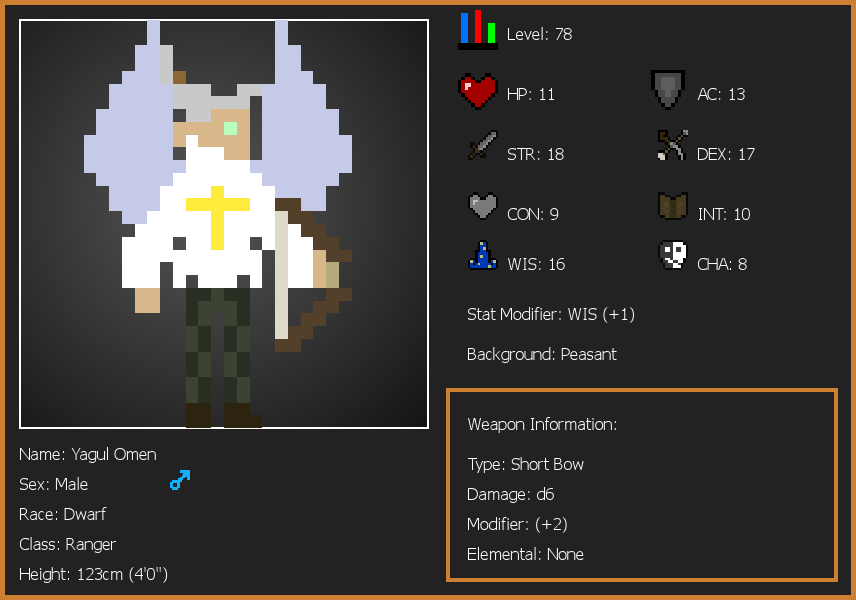 Level: 78
HP: 11
AC: 13
STR: 18
DEX: 17
CON: 9
INT: 10
WIS: 16
CHA: 8
Stat Modifier: WIS (+1)
Background: Peasant
Weapon Information:
Type: Short Bow
Damage: d6
Modifier: (+2)
Elemental: None
Name: Yagul Omen
Sex: Male
Race: Dwarf
Class: Ranger
Height: 123cm (4'0")